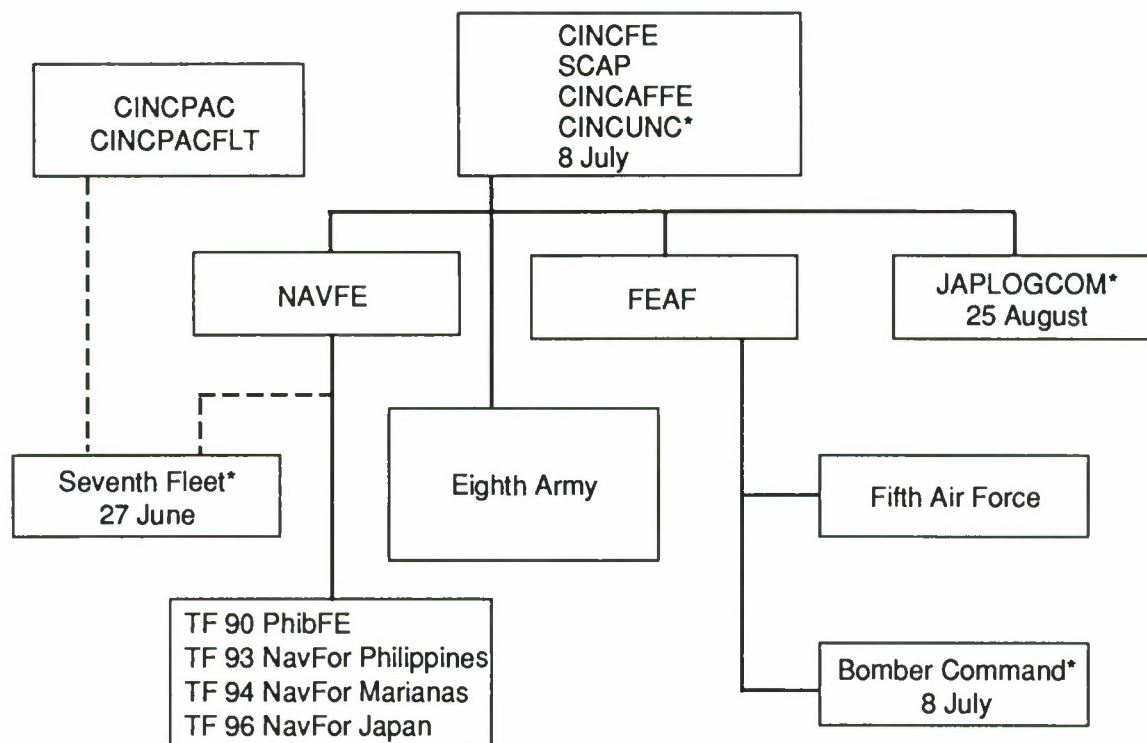 CINCPAC
CINCPACFLT
CINCFE
SCAP
CINCAFFE
CINCUNC*
8 July
NAVFE
FEAF
JAPLOGCOM*
25 August
Seventh Fleet*
27 June
Eighth Army
Fifth Air Force
TF 90 PhibFE
TF 93 NavFor Philippines
TF 94 NavFor Marianas
TF 96 NavFor Japan
Bomber Command*
8 July